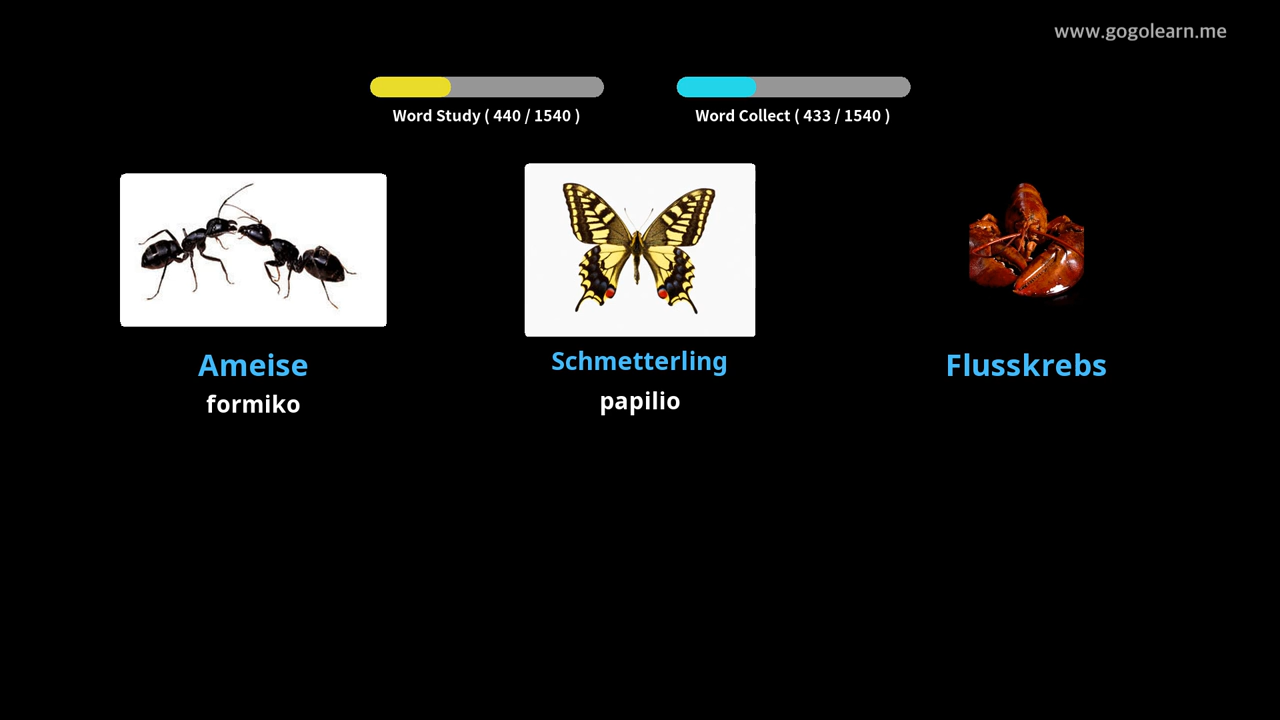 www.gogolearn.me
Word Study ( 440 / 1540 )
Word Collect ( 433 / 1540 )
Ameise
formiko
Schmetterling
papilio
Flusskrebs